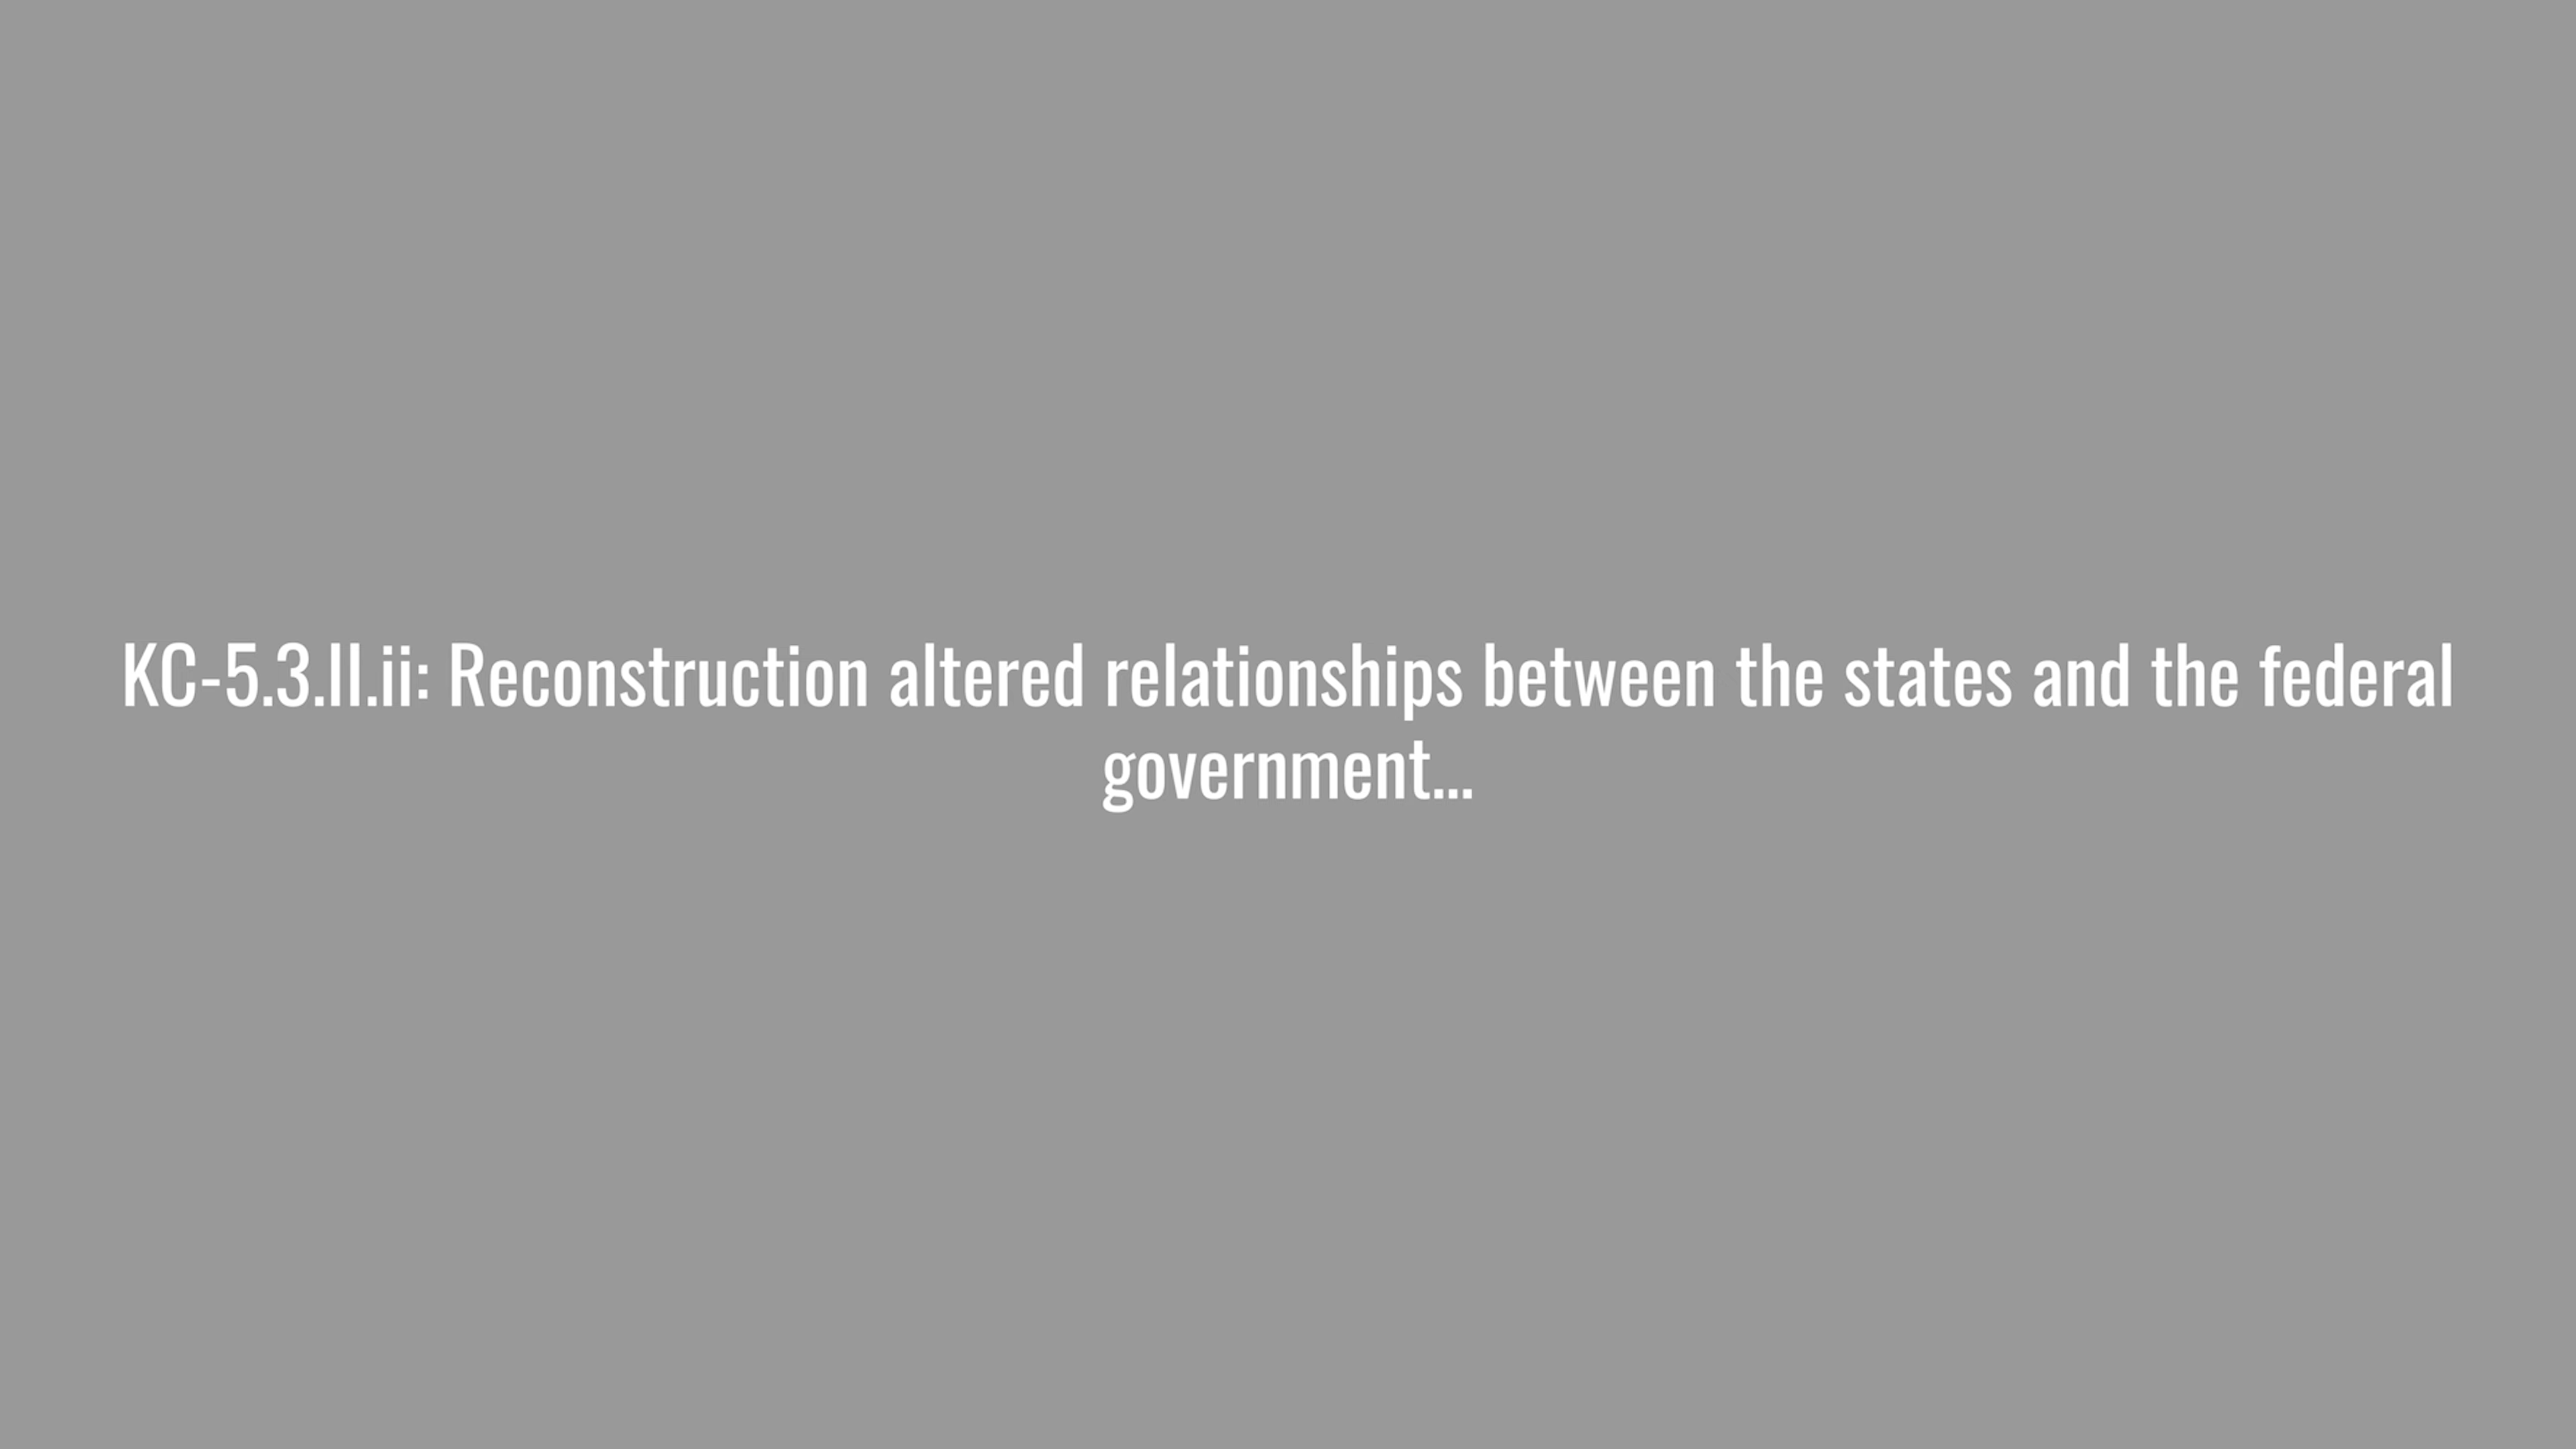 KC-5.3.II.ii: Reconstruction altered relationships between the states and the federal
government...